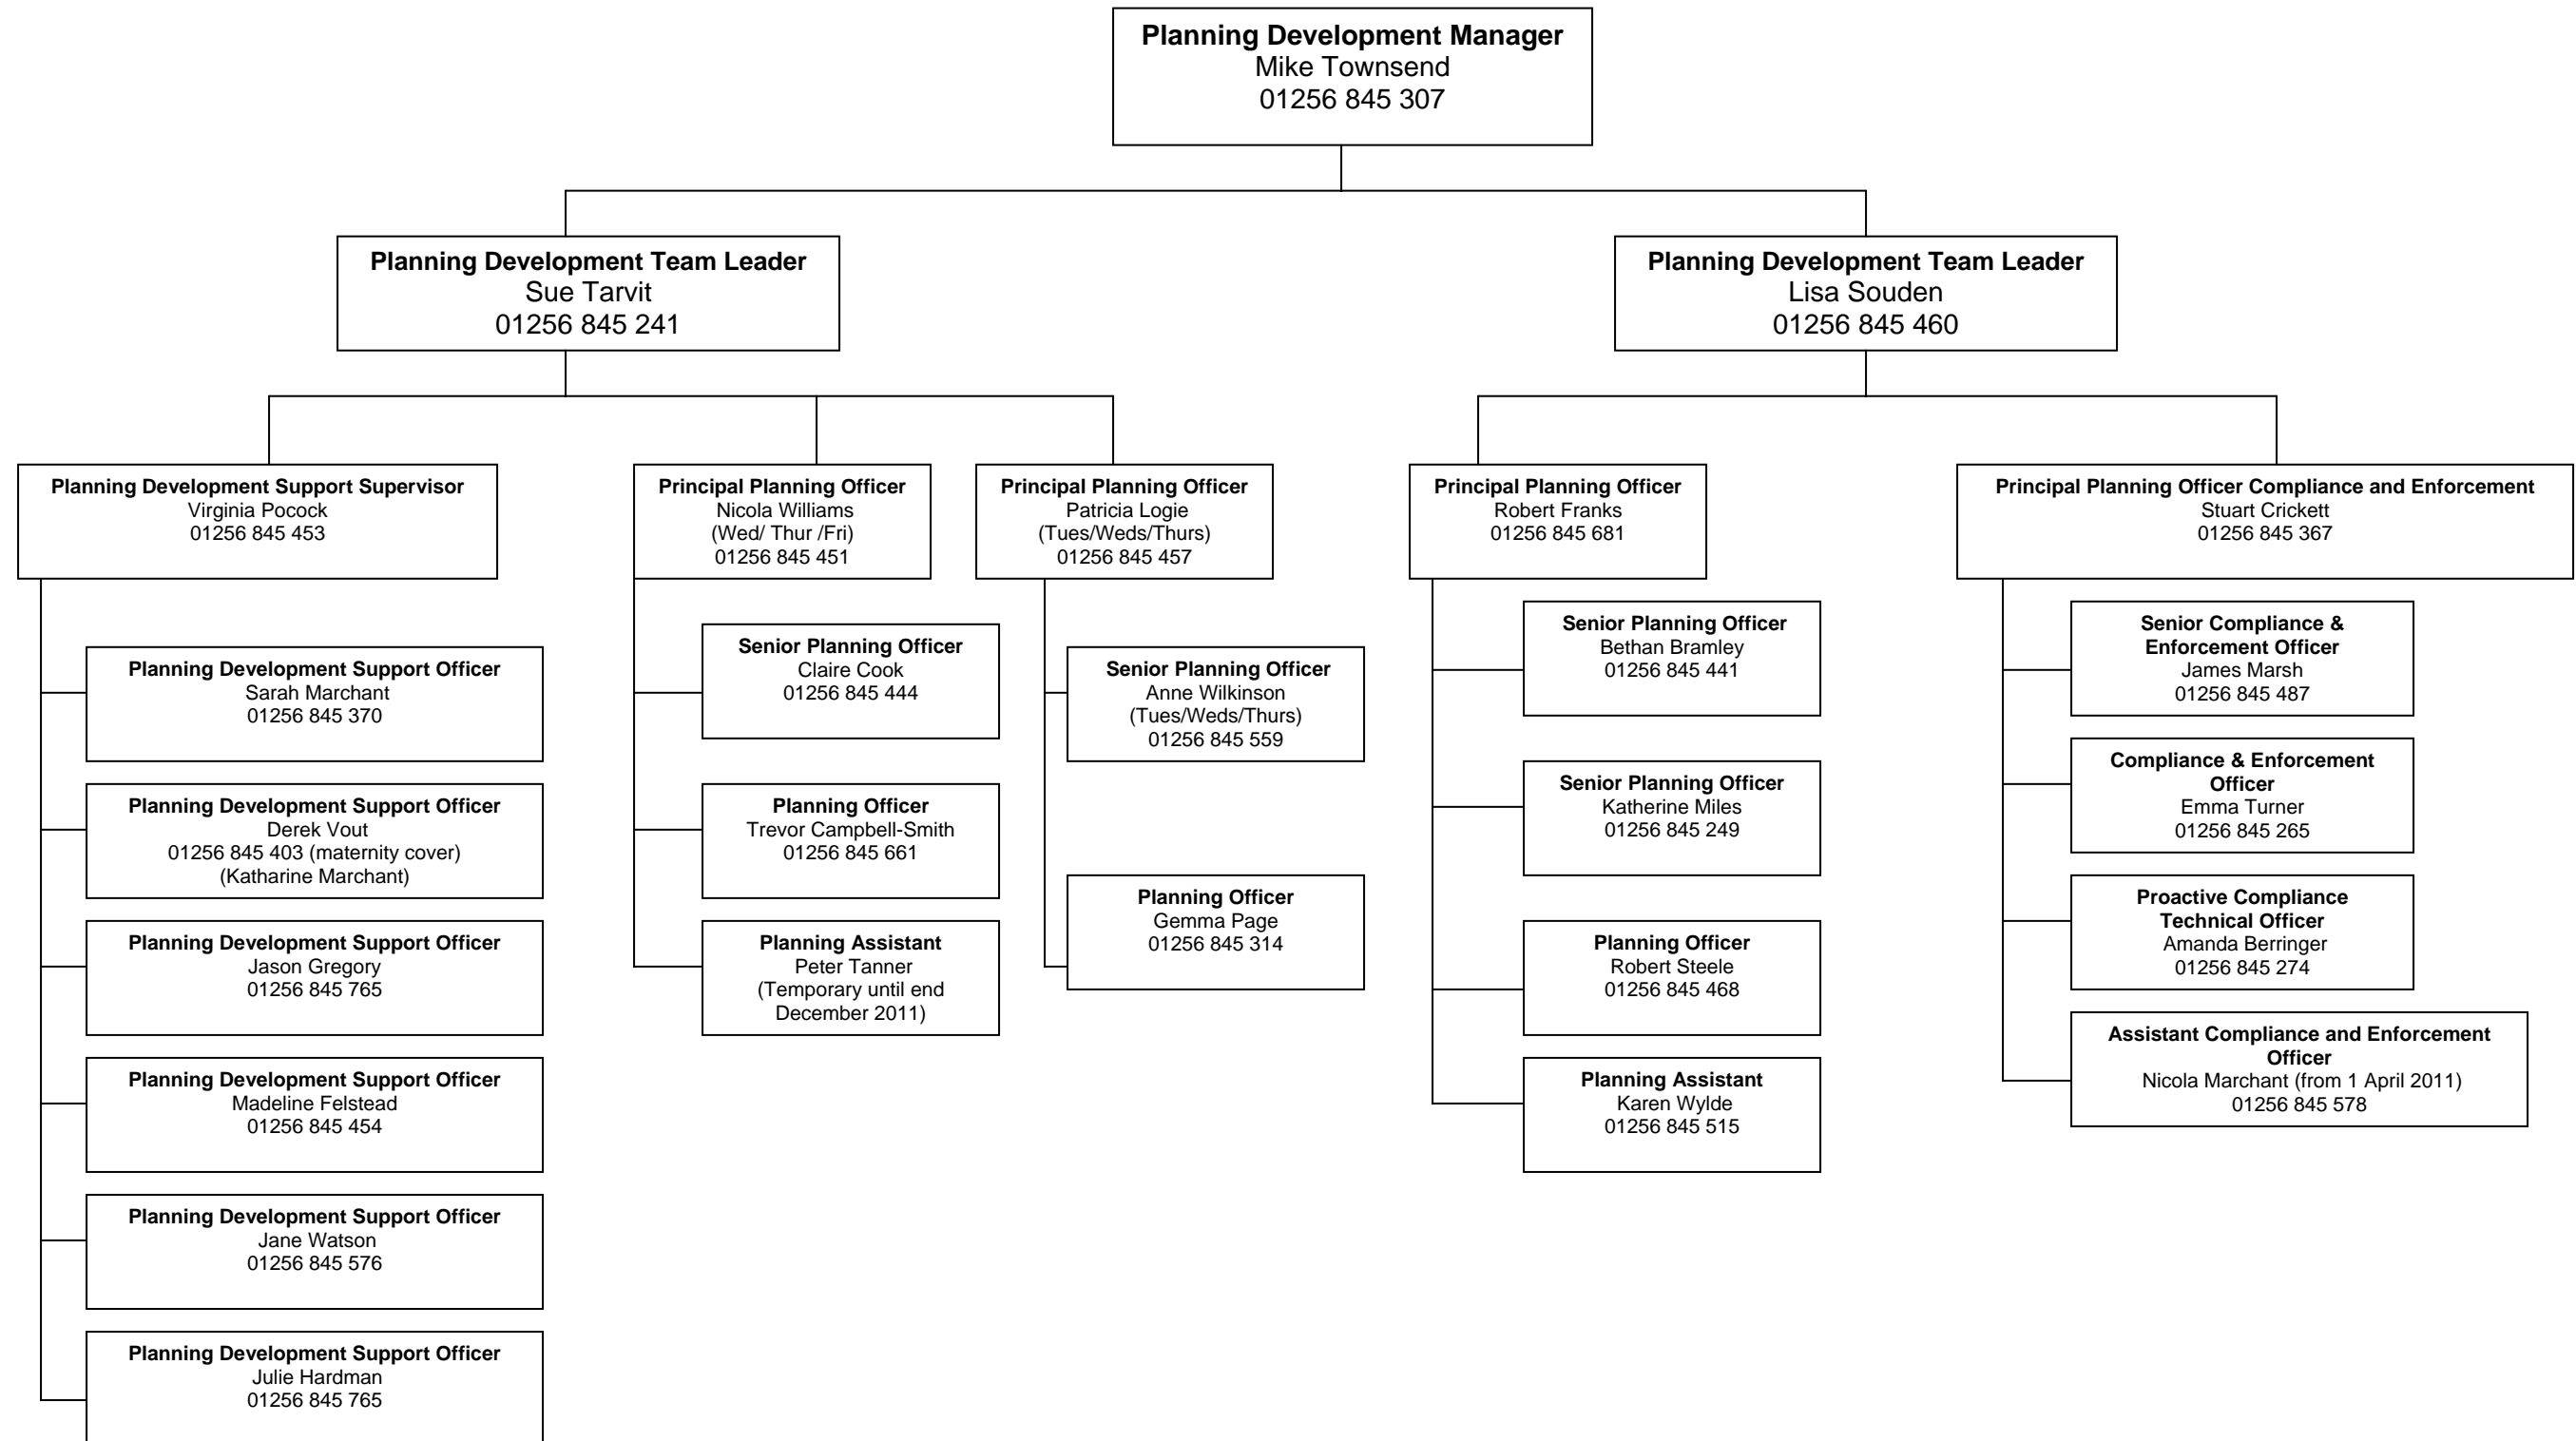 Planning Development Manager
Mike Townsend
01256 845 307
Planning Development Team Leader
Sue Tarvit
01256 845 241
Planning Development Team Leader
Lisa Souden
01256 845 460
Planning Development Support Supervisor
Virginia Pocock
01256 845 453
Principal Planning Officer
Nicola Williams
(Wed/ Thur /Fri)
01256 845 451
Principal Planning Officer
Patricia Logie
(Tues/Weds/Thurs)
01256 845 457
Principal Planning Officer
Robert Franks
01256 845 681
Principal Planning Officer Compliance and Enforcement
Stuart Crickett
01256 845 367
Planning Development Support Officer
Sarah Marchant
01256 845 370
Planning Development Support Officer
Derek Vout
01256 845 403 (maternity cover)
(Katharine Marchant)
Planning Development Support Officer
Jason Gregory
01256 845 765
Planning Development Support Officer
Madeline Felstead
01256 845 454
Planning Development Support Officer
Jane Watson
01256 845 576
Planning Development Support Officer
Julie Hardman
01256 845 765
Senior Planning Officer
Claire Cook
01256 845 444
Planning Officer
Trevor Campbell-Smith
01256 845 661
Planning Assistant
Peter Tanner
(Temporary until end
December 2011)
Senior Planning Officer
Anne Wilkinson
(Tues/Weds/Thurs)
01256 845 559
Planning Officer
Gemma Page
01256 845 314
Senior Planning Officer
Bethan Bramley
01256 845 441
Senior Planning Officer
Katherine Miles
01256 845 249
Planning Officer
Robert Steele
01256 845 468
Planning Assistant
Karen Wylde
01256 845 515
Senior Compliance &
Enforcement Officer
James Marsh
01256 845 487
Compliance & Enforcement
Officer
Emma Turner
01256 845 265
Proactive Compliance
Technical Officer
Amanda Berringer
01256 845 274
Assistant Compliance and Enforcement
Officer
Nicola Marchant (from 1 April 2011)
01256 845 578